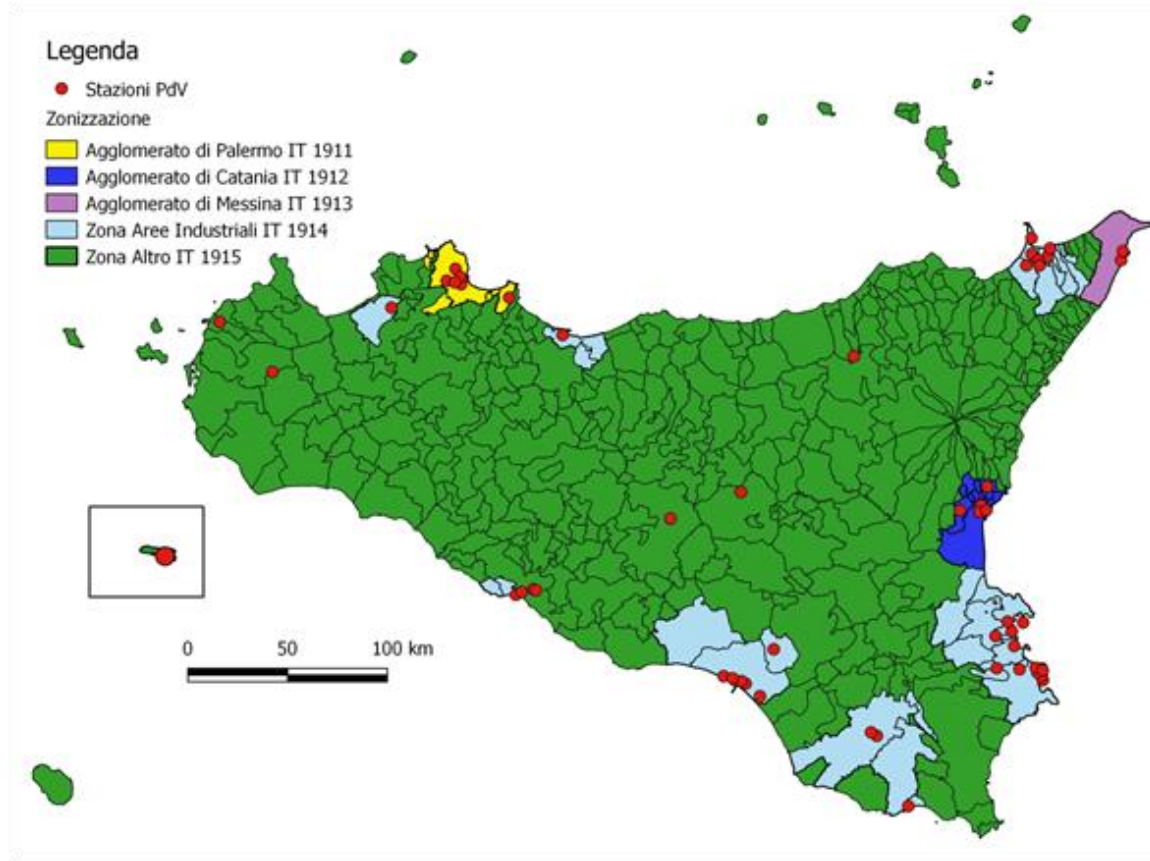 Legenda
Stazioni PdV
Zonizzazione
Agglomerato di Palermo IT 1911
Agglomerato di Catania IT 1912
Agglomerato di Messina IT 1913
Zona Aree Industriali IT 1914
Zona Altro IT 1915
0 50 100 km